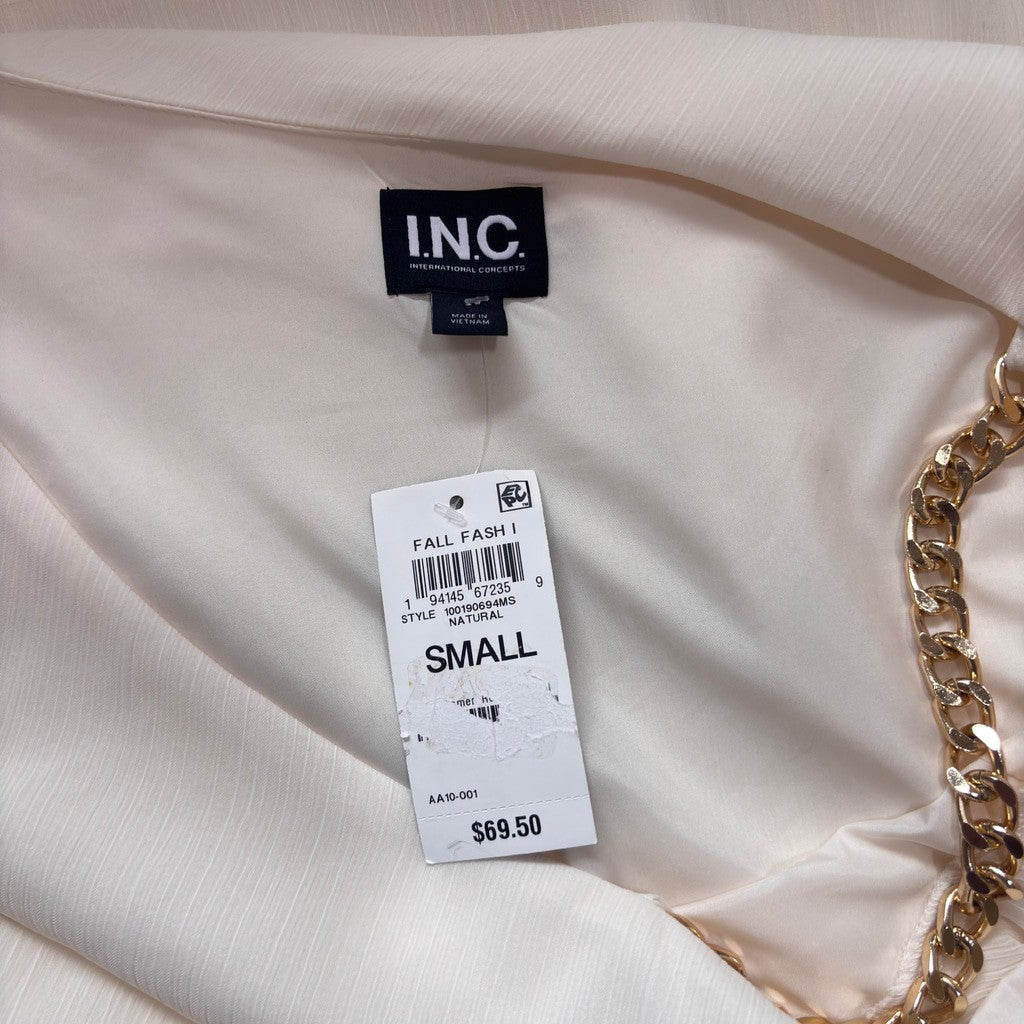 I.N.C.
INTERNATIONAL CONCEPTS
MADE IN
VIETNAM
EPC
FALL FASH I
1 94145 67235 9
STYLE 100190694MS
NATURAL
SMALL
AA10-001
$69.50